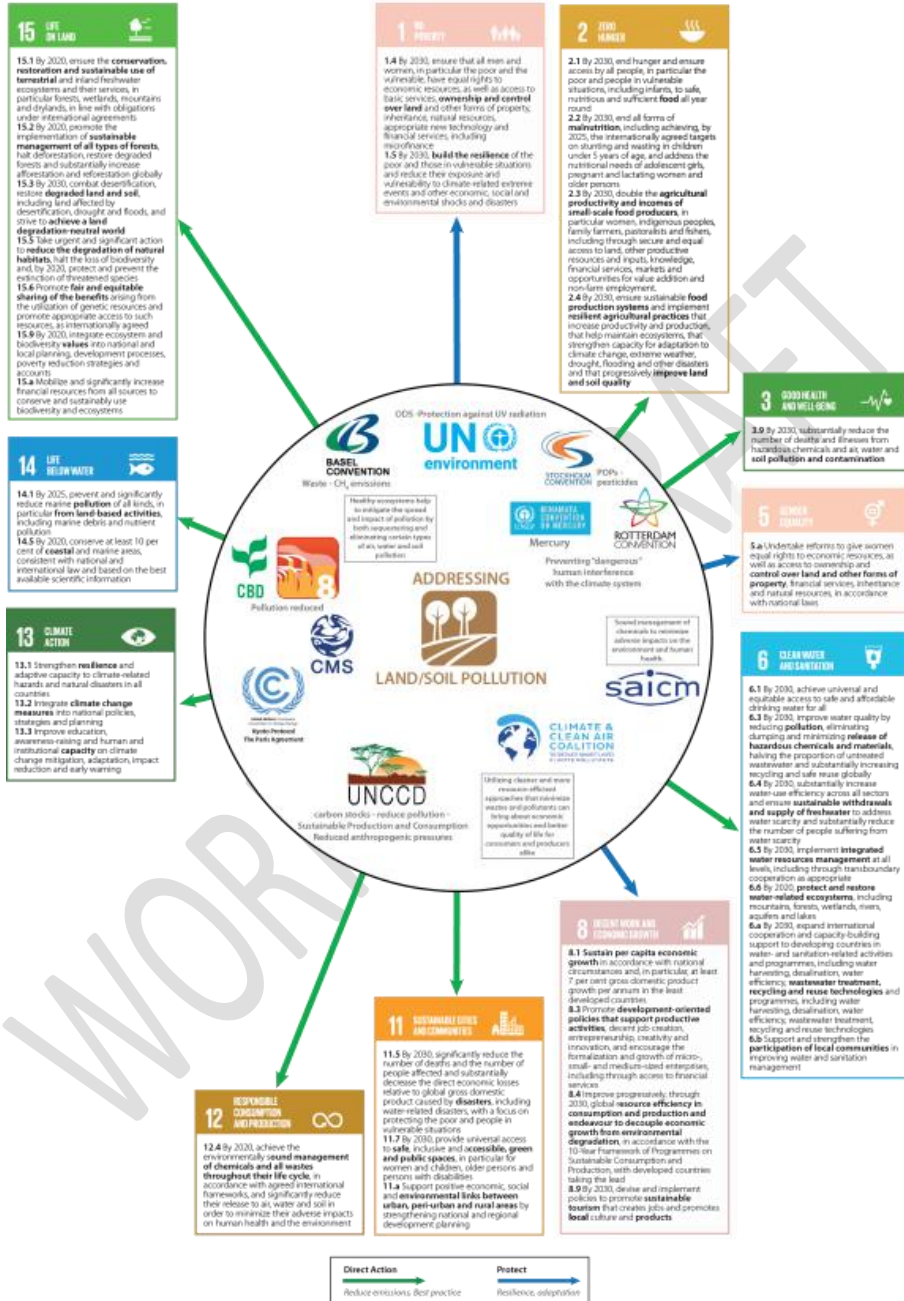 15 LIFE
ON LAND
15.1 By 2020, ensure the conservation,
restoration and sustainable use of
terrestrial and inland freshwater
ecosystems and their services, in
particular forests, wetlands, mountains
and drylands, in line with obligations
under international agreements
15.2 By 2020, promote the
implementation of sustainable
management of all types of forests,
halt deforestation, restore degraded
forests and substantially increase
afforestation and reforestation globally
15.3 By 2030, combat desertification,
restore degraded land and soil,
including land affected by
desertification, drought and floods, and
strive to achieve a land
degradation-neutral world
15.5 Take urgent and significant action
to reduce the degradation of natural
habitats, halt the loss of biodiversity
and, by 2020, protect and prevent the
extinction of threatened species
15.6 Promote fair and equitable
sharing of the benefits arising from
the utilization of genetic resources and
promote appropriate access to such
resources, as internationally agreed
15.9 By 2020, integrate ecosystem and
biodiversity values into national and
local planning, development processes,
poverty reduction strategies and
accounts
15.a Mobilize and significantly increase
financial resources from all sources to
conserve and sustainably use
biodiversity and ecosystems
1 NO
POVERTY
1.4 By 2030, ensure that all men and
women, in particular the poor and the
vulnerable, have equal rights to
economic resources, as well as access to
basic services, ownership and control
over land and other forms of property,
inheritance, natural resources,
appropriate new technology and
financial services, including
microfinance
1.5 By 2030, build the resilience of the
poor and those in vulnerable situations
and reduce their exposure and
vulnerability to climate-related extreme
events and other economic, social and
environmental shocks and disasters
2 ZERO
HUNGER
2.1 By 2030, end hunger and ensure
access by all people, in particular the
poor and people in vulnerable
situations, including infants, to safe,
nutritious and sufficient food all year
round
2.2 By 2030, end all forms of
malnutrition, including achieving, by
2025, the internationally agreed targets
on stunting and wasting in children
under 5 years of age, and address the
nutritional needs of adolescent girls,
pregnant and lactating women and
older persons
2.3 By 2030, double the agricultural
productivity and incomes of
small-scale food producers, in
particular women, indigenous peoples,
family farmers, pastoralists and fishers,
including through secure and equal
access to land, other productive
resources and inputs, knowledge,
financial services, markets and
opportunities for value addition and
non-farm employment.
2.4 By 2030, ensure sustainable food
production systems and implement
resilient agricultural practices that
increase productivity and production,
that help maintain ecosystems, that
strengthen capacity for adaptation to
climate change, extreme weather,
drought, flooding and other disasters
and that progressively improve land
and soil quality
3 GOOD HEALTH
AND WELL-BEING
3.9 By 2030, substantially reduce the
number of deaths and illnesses from
hazardous chemicals and air, water and
soil pollution and contamination
14 LIFE
BELOW WATER
14.1 By 2025, prevent and significantly
reduce marine pollution of all kinds, in
particular from land-based activities,
including marine debris and nutrient
pollution
14.5 By 2020, conserve at least 10 per
cent of coastal and marine areas,
consistent with national and
international law and based on the best
available scientific information
5 GENDER
EQUALITY
5.a Undertake reforms to give women
equal rights to economic resources, as
well as access to ownership and
control over land and other forms of
property, financial services, inheritance
and natural resources, in accordance
with national laws
13 CLIMATE
ACTION
13.1 Strengthen resilience and
adaptive capacity to climate-related
hazards and natural disasters in all
countries
13.2 Integrate climate change
measures into national policies,
strategies and planning
13.3 Improve education,
awareness-raising and human and
institutional capacity on climate
change mitigation, adaptation, impact
reduction and early warning
6 CLEAN WATER
AND SANITATION
6.1 By 2030, achieve universal and
equitable access to safe and affordable
drinking water for all
6.3 By 2030, improve water quality by
reducing pollution, eliminating
dumping and minimizing release of
hazardous chemicals and materials,
halving the proportion of untreated
wastewater and substantially increasing
recycling and safe reuse globally
6.4 By 2030, substantially increase
water-use efficiency across all sectors
and ensure sustainable withdrawals
and supply of freshwater to address
water scarcity and substantially reduce
the number of people suffering from
water scarcity
6.5 By 2030, implement integrated
water resources management at all
levels, including through transboundary
cooperation as appropriate
6.6 By 2020, protect and restore
water-related ecosystems, including
mountains, forests, wetlands, rivers,
aquifers and lakes
6.a By 2030, expand international
cooperation and capacity-building
support to developing countries in
water- and sanitation-related activities
and programmes, including water
harvesting, desalination, water
efficiency, wastewater treatment,
recycling and reuse technologies and
programmes, including water
harvesting, desalination, water
efficiency, wastewater treatment,
recycling and reuse technologies
6.b Support and strengthen the
participation of local communities in
improving water and sanitation
management
ODS -Protection against UV radiation
BASEL
CONVENTION
Waste - CH4 emissions
UN
environment
STOCKHOLM
CONVENTION
POPs -
pesticides
Healthy ecosystems help
to mitigate the spread
and impact of pollution by
both sequestering and
eliminating certain types
of air, water and soil
pollution
MINAMATA
CONVENTION
ON MERCURY
Mercury
ROTTERDAM
CONVENTION
Preventing "dangerous"
human interference
with the climate system
CBD
8
Pollution reduced
ADDRESSING
LAND/SOIL POLLUTION
CMS
Sound management of
chemicals to minimize
adverse impacts on the
environment and human
health.
saicm
Kyoto Protocol
The Paris Agreement
CLIMATE &
CLEAN AIR
COALITION
UNCCD
carbon stocks - reduce pollution -
Sustainable Production and Consumption
Reduced anthropogenic pressures
Utilizing cleaner and more
resource-efficient
approaches that minimize
wastes and pollutants can
bring about economic
opportunities and better
quality of life for
consumers and producers
alike
8 DECENT WORK AND
ECONOMIC GROWTH
8.1 Sustain per capita economic
growth in accordance with national
circumstances and, in particular, at least
7 per cent gross domestic product
growth per annum in the least
developed countries
8.3 Promote development-oriented
policies that support productive
activities, decent job creation,
entrepreneurship, creativity and
innovation, and encourage the
formalization and growth of micro-,
small- and medium-sized enterprises,
including through access to financial
services
8.4 Improve progressively, through
2030, global resource efficiency in
consumption and production and
endeavour to decouple economic
growth from environmental
degradation, in accordance with the
10-Year Framework of Programmes on
Sustainable Consumption and
Production, with developed countries
taking the lead
8.9 By 2030, devise and implement
policies to promote sustainable
tourism that creates jobs and promotes
local culture and products
11 SUSTAINABLE CITIES
AND COMMUNITIES
11.5 By 2030, significantly reduce the
number of deaths and the number of
people affected and substantially
decrease the direct economic losses
relative to global gross domestic
product caused by disasters, including
water-related disasters, with a focus on
protecting the poor and people in
vulnerable situations
11.7 By 2030, provide universal access
to safe, inclusive and accessible, green
and public spaces, in particular for
women and children, older persons and
persons with disabilities
11.a Support positive economic, social
and environmental links between
urban, peri-urban and rural areas by
strengthening national and regional
development planning
12 RESPONSIBLE
CONSUMPTION
AND PRODUCTION
12.4 By 2020, achieve the
environmentally sound management
of chemicals and all wastes
throughout their life cycle, in
accordance with agreed international
frameworks, and significantly reduce
their release to air, water and soil in
order to minimize their adverse impacts
on human health and the environment
Direct Action
Reduce emissions, Best practice
Protect
Resilience, adaptation